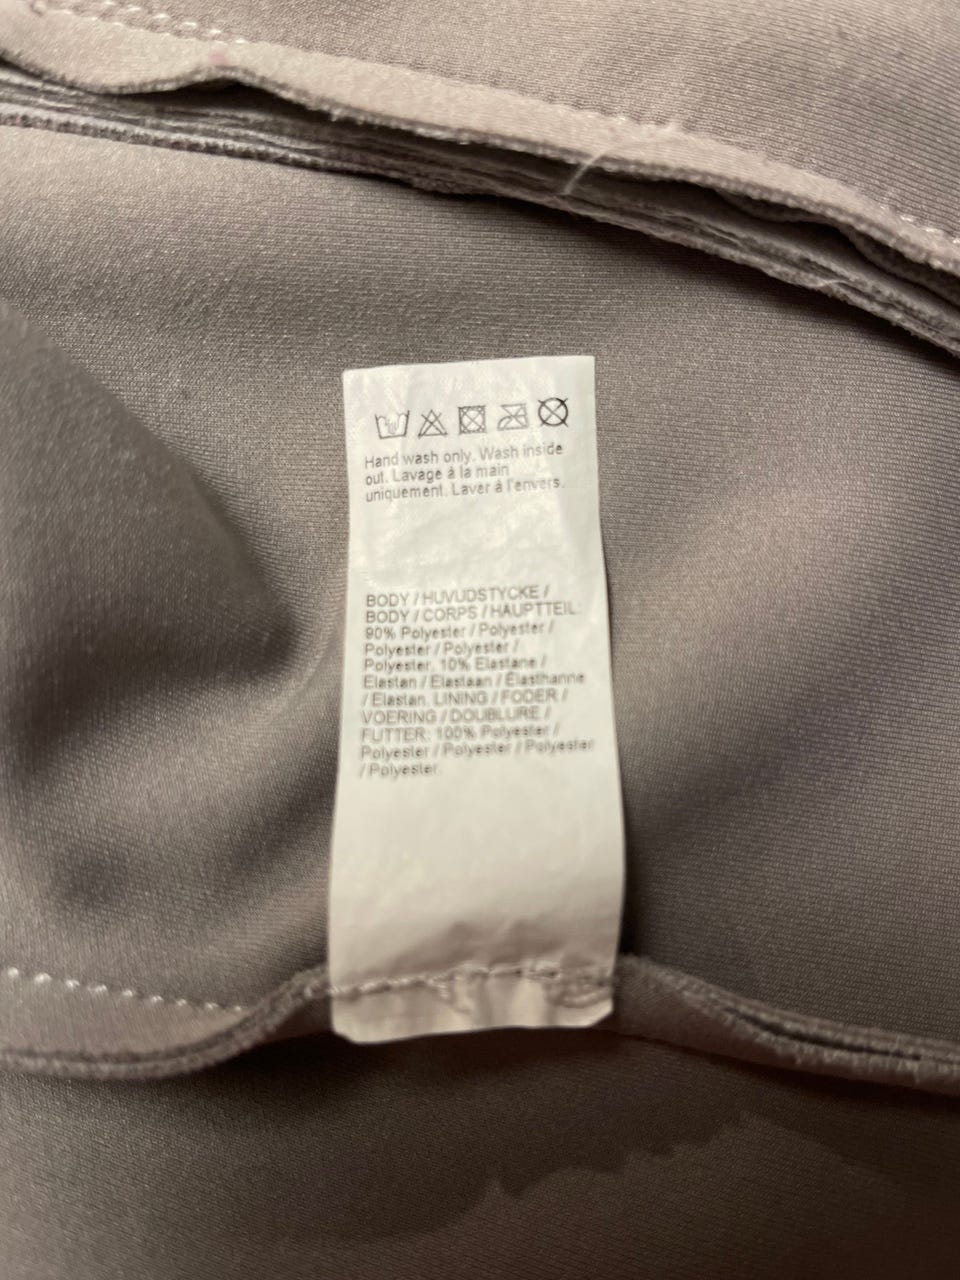 Hand wash only. Wash inside
out. Lavage à la main
uniquement. Laver à l'envers.
BODY / HUVUDSTYCKE /
BODY / CORPS / HAUPTTEIL:
90% Polyester / Polyester /
Polyester / Polyester /
Polyester. 10% Elastane /
Elastan / Elastaan / Élasthanne
/ Elastan. LINING / FODER /
VOERING / DOUBLURE /
FUTTER: 100% Polyester /
Polyester / Polyester / Polyester
/ Polyester.